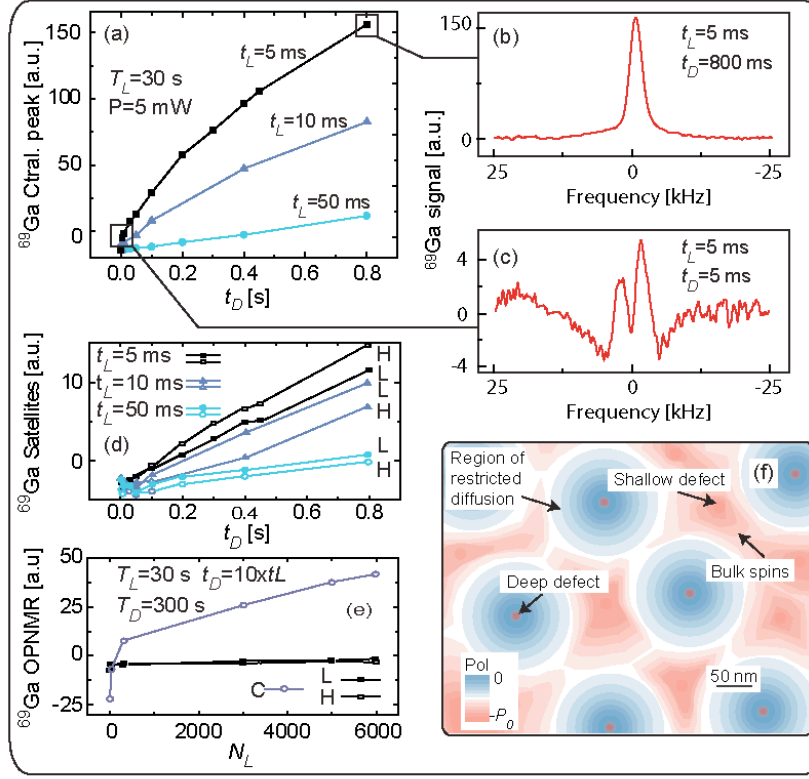 (a)
t_L=5 ms
T_L=30 s
P=5 mW
t_L=10 ms
t_L=50 ms
69Ga Ctral. peak [a.u.]
150
100
50
0
0.0 0.2 0.4 0.6 0.8
t_D [s]
(b)
t_L=5 ms
t_D=800 ms
150
0
25 0 -25
Frequency [kHz]
69Ga signal [a.u.]
(c)
t_L=5 ms
t_D=5 ms
4
0
-4
25 0 -25
Frequency [kHz]
69Ga Satellites [a.u.]
t_L=5 ms
t_L=10 ms
t_L=50 ms
(d)
H
L
L
H
L
H
10
0
0.0 0.2 0.4 0.6 0.8
t_D [s]
69Ga OPNMR [a.u]
T_L=30 s t_D=10xtL
T_D=300 s
(e)
L
C H
50
25
0
-25
0 2000 4000 6000
N_L
Region of
restricted
diffusion
Shallow defect
(f)
Bulk spins
Deep defect
Pol
0
-P_0
50 nm